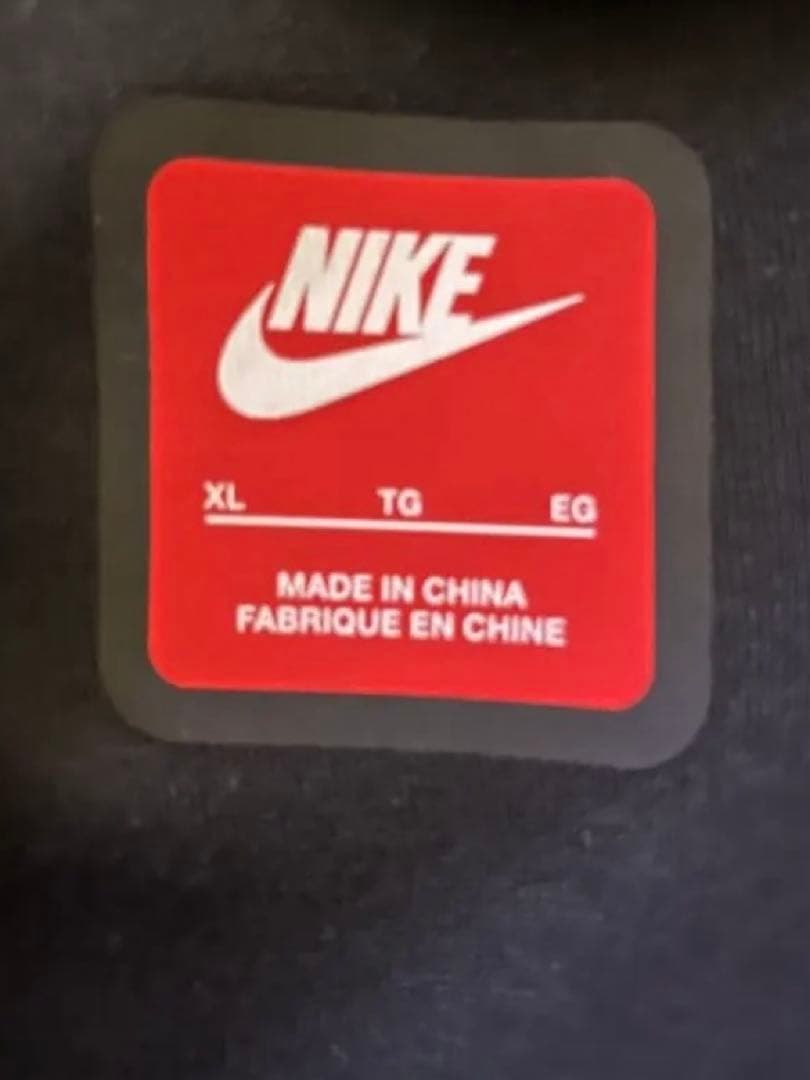 NIKE
XL TG EG
MADE IN CHINA
FABRIQUE EN CHINE